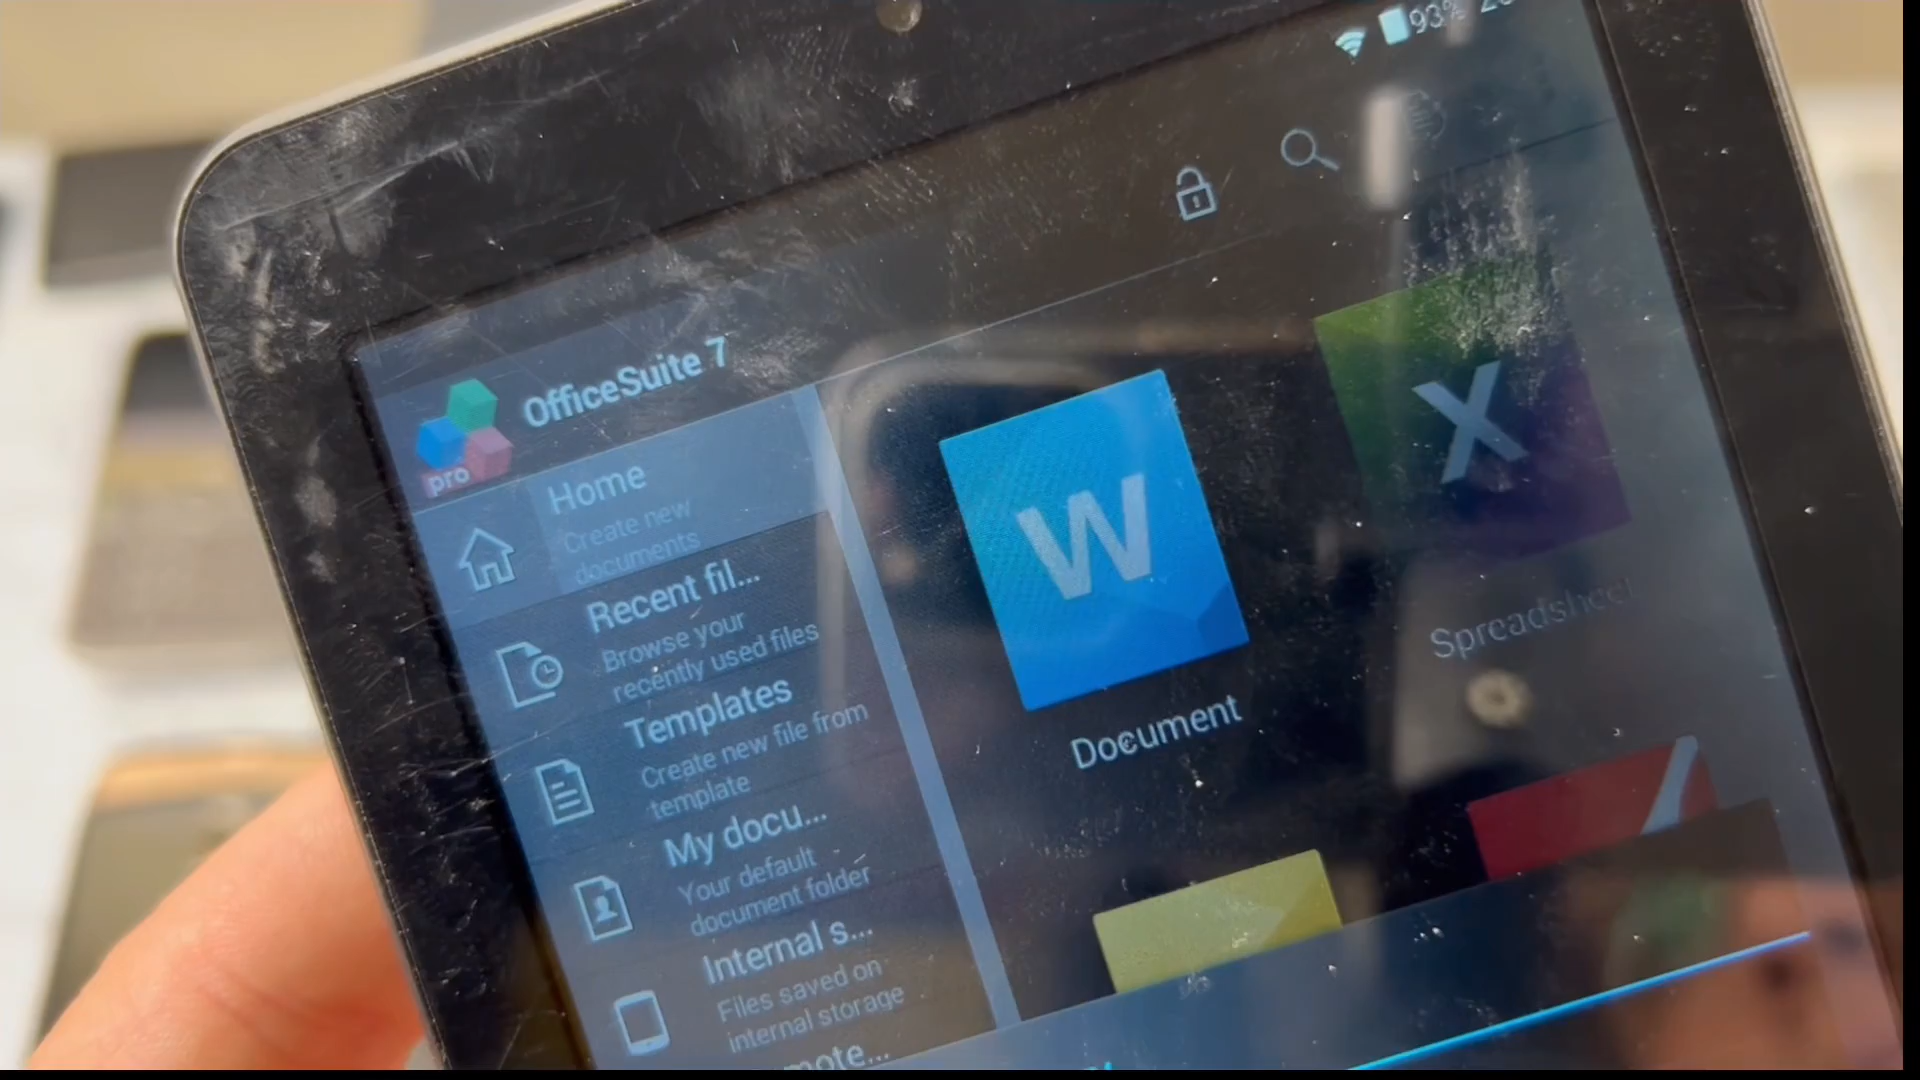 93%
OfficeSuite 7
pro
Home
Create new
documents
Recent fil...
Browse your
recently used files
Templates
Create new file from
template
My docu...
Your default
document folder
Internal s...
Files saved on
internal storage
W
Document
X
Spreadsheet